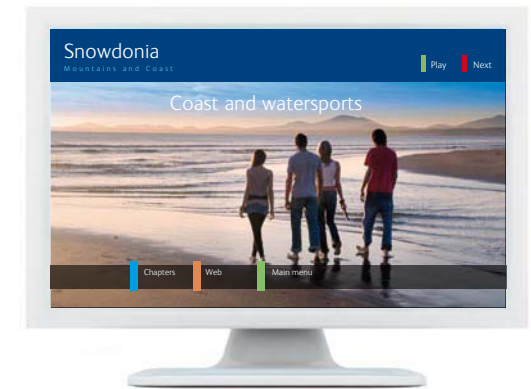 Snowdonia
Mountains and Coast
Play Next
Coast and watersports
Chapters Web Main menu